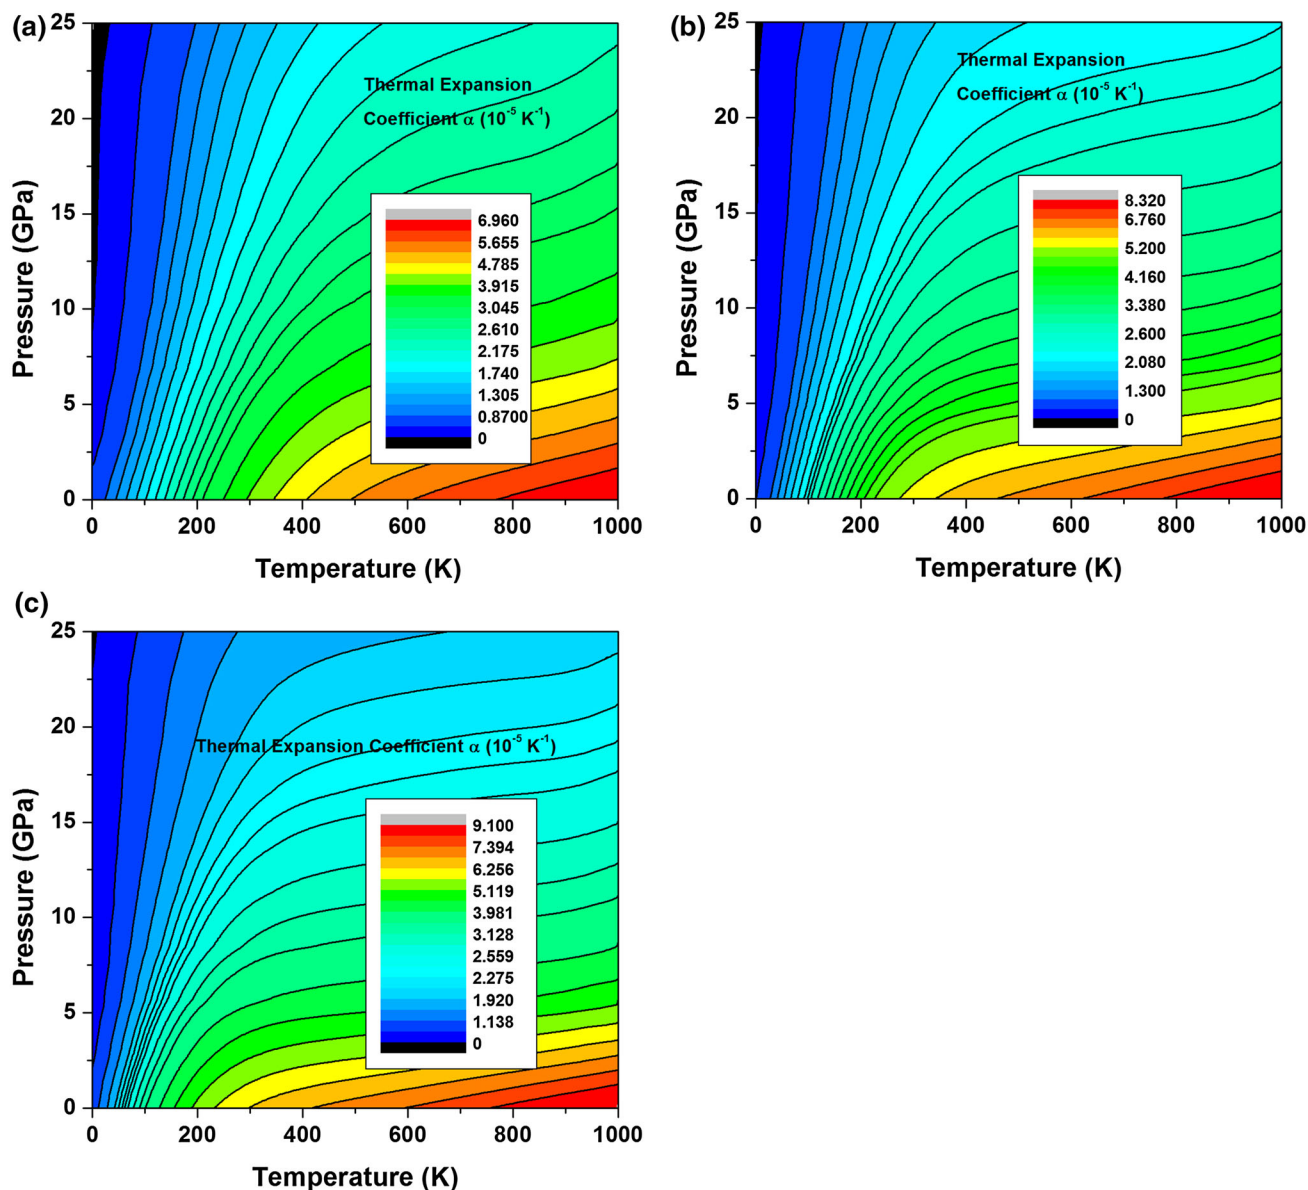 (a)
25
20
15
10
5
0
Pressure (GPa)
Thermal Expansion
Coefficient α (10⁻⁵ K⁻¹)
6.960
5.655
4.785
3.915
3.045
2.610
2.175
1.740
1.305
0.8700
0
0 200 400 600 800 1000
Temperature (K)
(b)
25
20
15
10
5
0
Pressure (GPa)
Thermal Expansion
Coefficient α (10⁻⁵ K⁻¹)
8.320
6.760
5.200
4.160
3.380
2.600
2.080
1.300
0
0 200 400 600 800 1000
Temperature (K)
(c)
25
20
15
10
5
0
Pressure (GPa)
Thermal Expansion Coefficient α (10⁻⁵ K⁻¹)
9.100
7.394
6.256
5.119
3.981
3.128
2.559
2.275
1.920
1.138
0
0 200 400 600 800 1000
Temperature (K)